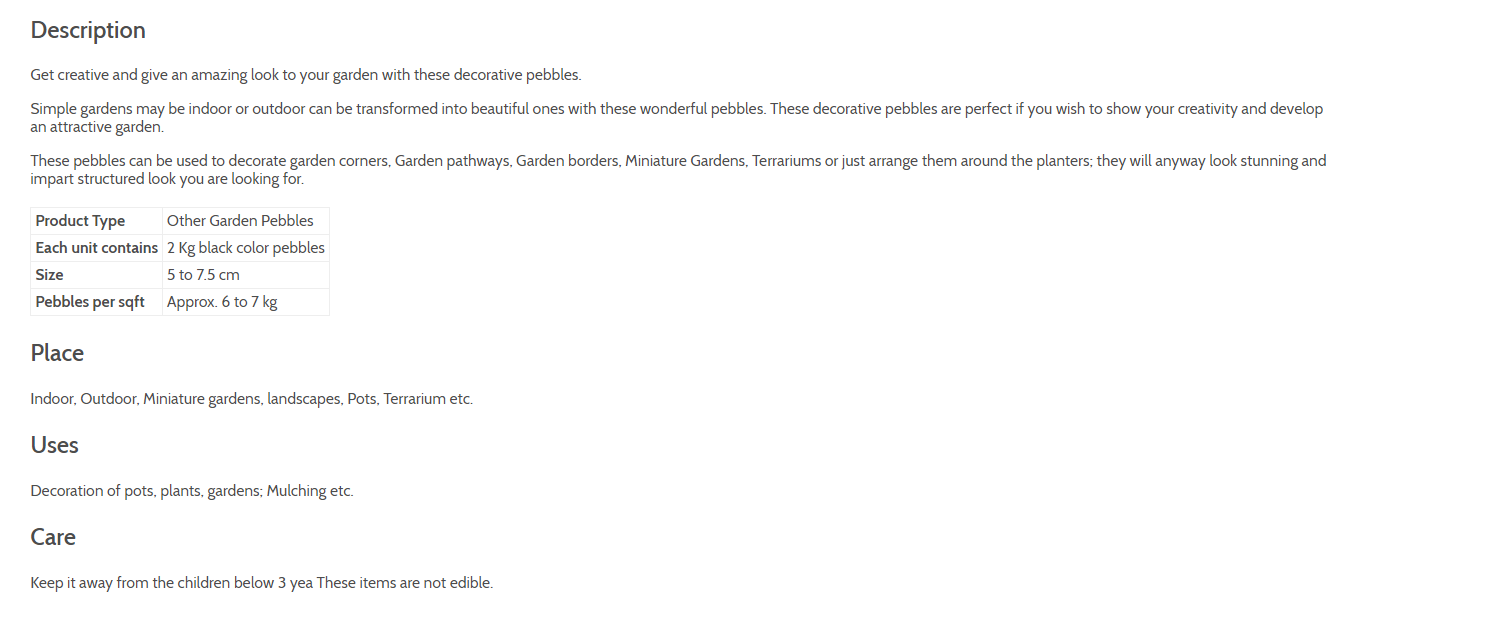 Description
Get creative and give an amazing look to your garden with these decorative pebbles.
Simple gardens may be indoor or outdoor can be transformed into beautiful ones with these wonderful pebbles. These decorative pebbles are perfect if you wish to show your creativity and develop
an attractive garden.
These pebbles can be used to decorate garden corners, Garden pathways, Garden borders, Miniature Gardens, Terrariums or just arrange them around the planters; they will anyway look stunning and
impart structured look you are looking for.
Product Type Other Garden Pebbles
Each unit contains 2 Kg black color pebbles
Size 5 to 7.5 cm
Pebbles per sqft Approx. 6 to 7 kg
Place
Indoor, Outdoor, Miniature gardens, landscapes, Pots, Terrarium etc.
Uses
Decoration of pots, plants, gardens; Mulching etc.
Care
Keep it away from the children below 3 yea These items are not edible.